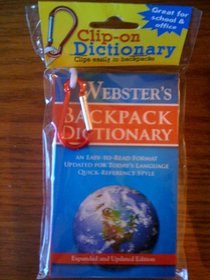 Clip-on
Dictionary
Clips easily to backpacks
Great for
school &
office
WEBSTER'S
BACKPACK
DICTIONARY
AN EASY-TO-READ FORMAT
UPDATED FOR TODAY'S LANGUAGE
QUICK-REFERENCE STYLE
Expanded and Updated Edition